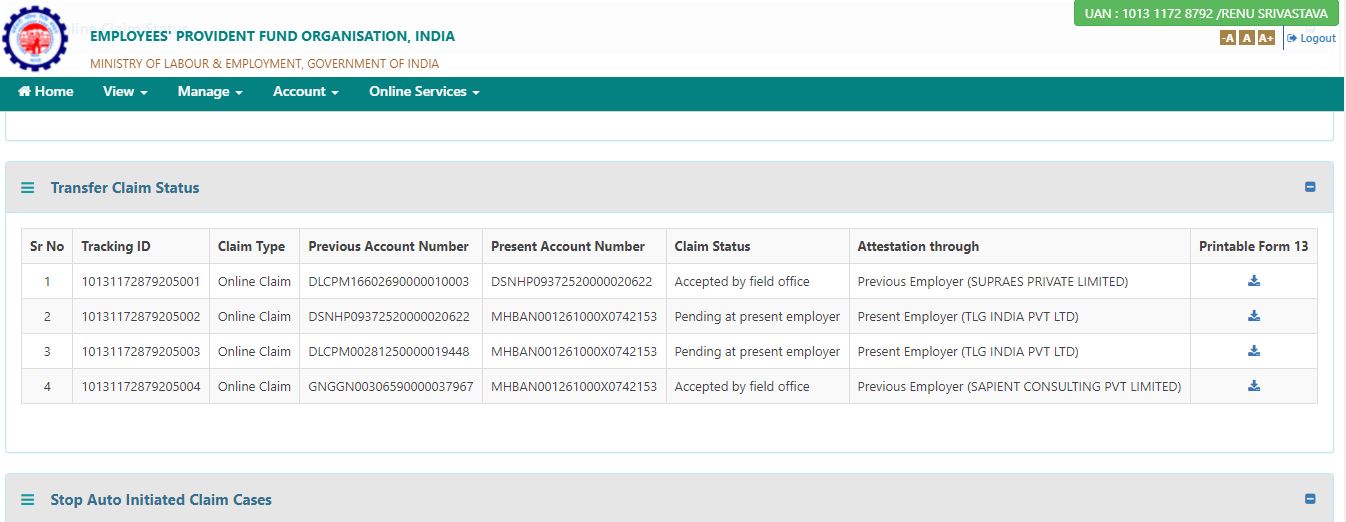 UAN : 1013 1172 8792 /RENU SRIVASTAVA
Online Claim Status
EMPLOYEES' PROVIDENT FUND ORGANISATION, INDIA
-A A A+ Logout
MINISTRY OF LABOUR & EMPLOYMENT, GOVERNMENT OF INDIA
Home View Manage Account Online Services
Transfer Claim Status
Sr No Tracking ID Claim Type Previous Account Number Present Account Number Claim Status Attestation through Printable Form 13
1 10131172879205001 Online Claim DLCPM16602690000010003 DSNHP09372520000020622 Accepted by field office Previous Employer (SUPRAES PRIVATE LIMITED)
2 10131172879205002 Online Claim DSNHP09372520000020622 MHBAN001261000X0742153 Pending at present employer Present Employer (TLG INDIA PVT LTD)
3 10131172879205003 Online Claim DLCPM00281250000019448 MHBAN001261000X0742153 Pending at present employer Present Employer (TLG INDIA PVT LTD)
4 10131172879205004 Online Claim GNGGN00306590000037967 MHBAN001261000X0742153 Accepted by field office Previous Employer (SAPIENT CONSULTING PVT LIMITED)
Stop Auto Initiated Claim Cases